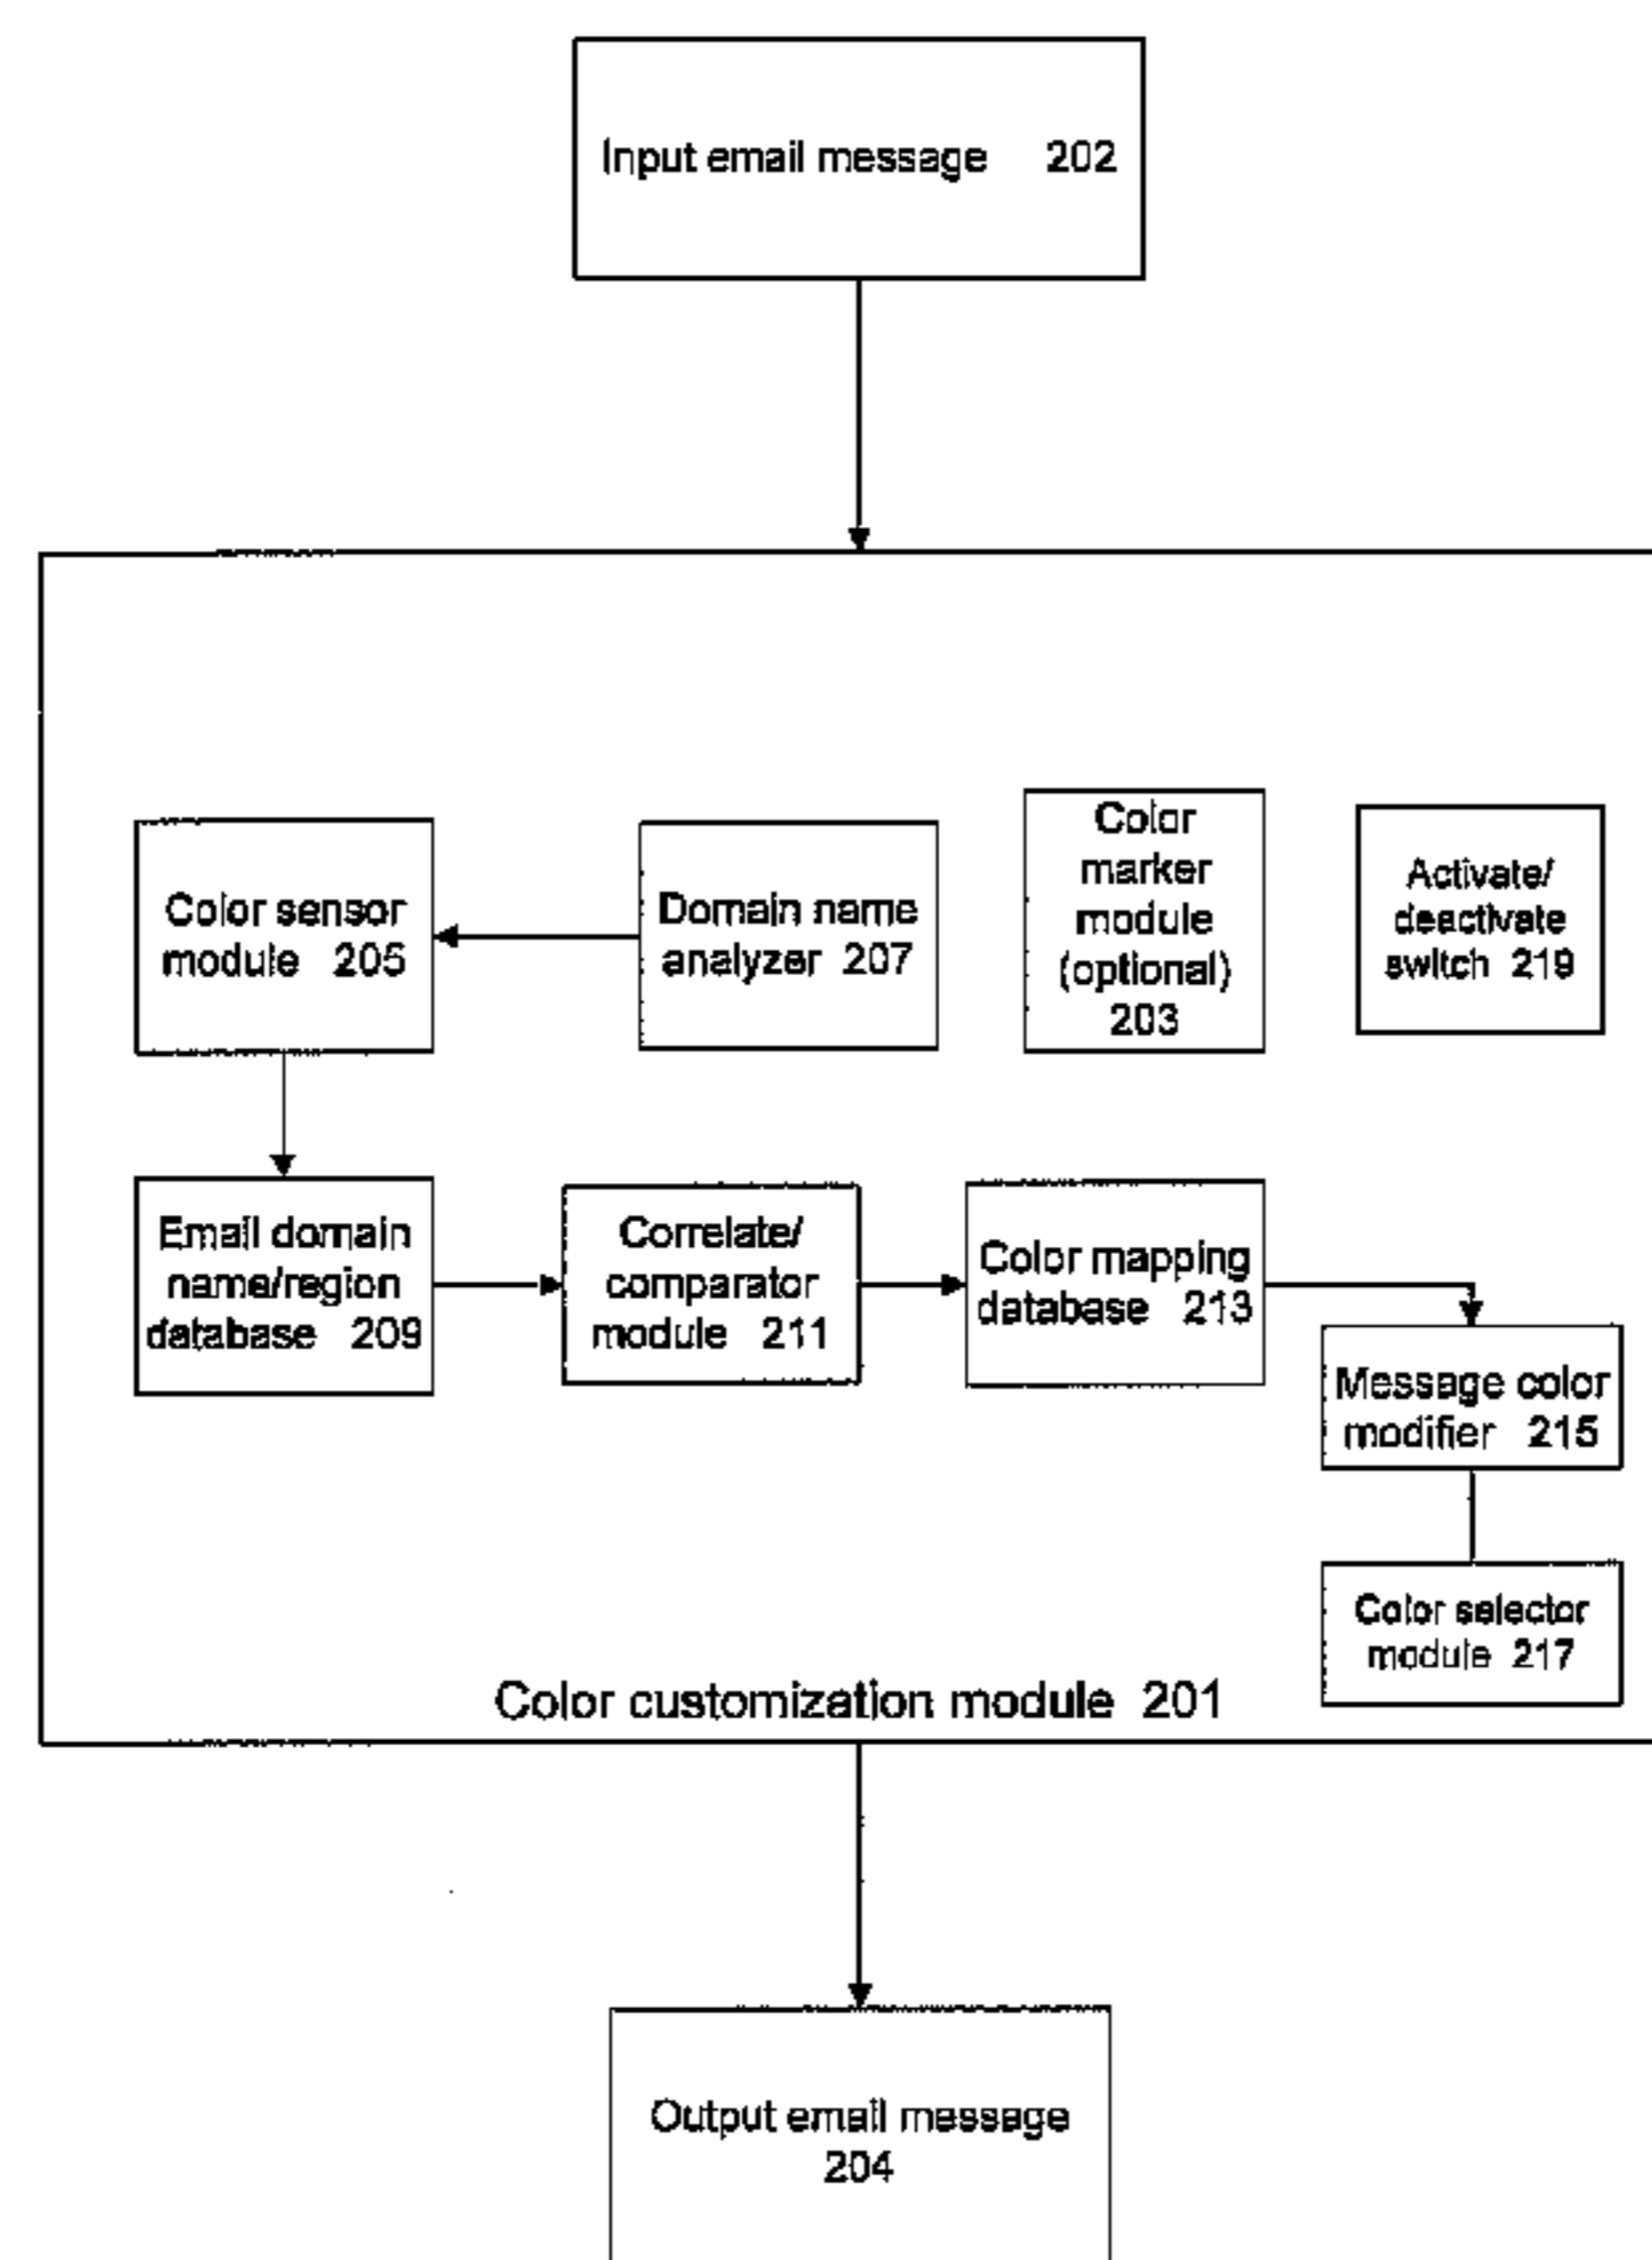 Input email message 202
Color sensor
module 205
Domain name
analyzer 207
Color
marker
module
(optional)
203
Activate/
deactivate
switch 219
Email domain
name/region
database 209
Correlate/
comparator
module 211
Color mapping
database 213
Message color
modifier 215
Color selector
module 217
Color customization module 201
Output email message
204